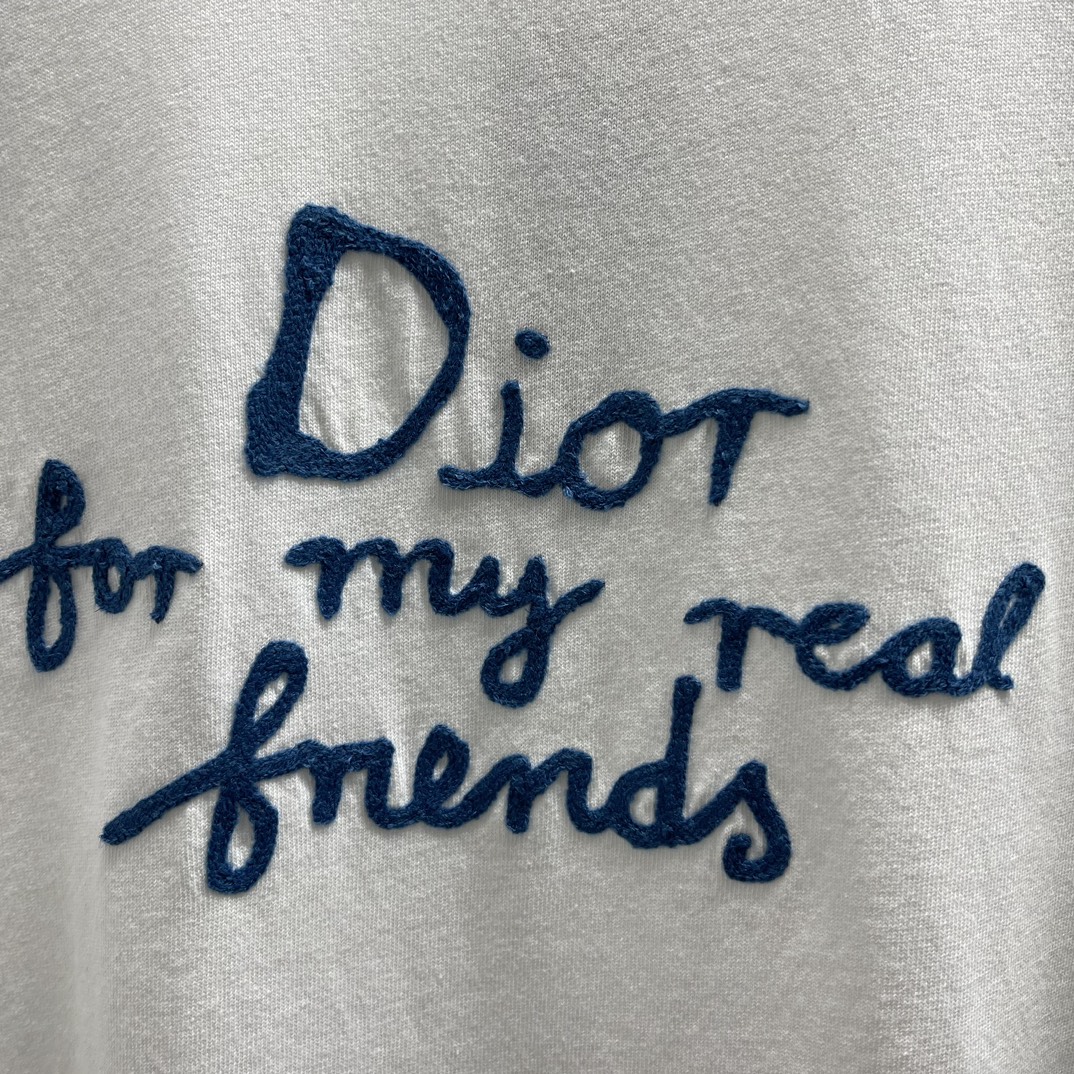 Dior
for my real
friends